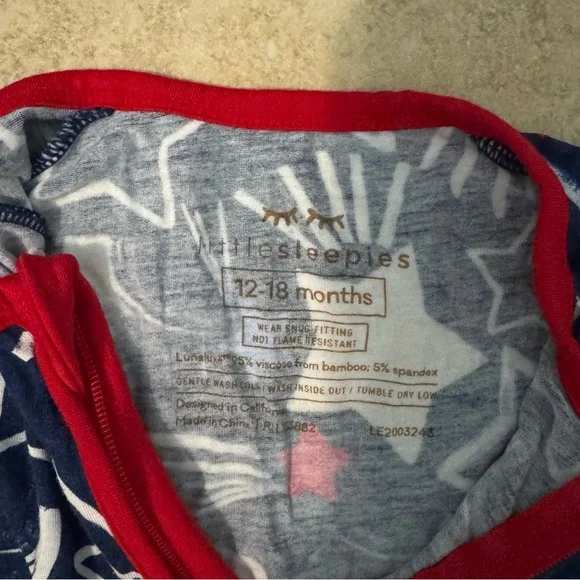 littlesleepies
12-18 months
WEAR SNUG-FITTING
NOT FLAME RESISTANT
95% viscose from bamboo; 5% spandex
GENTLE WASH COLD / WASH INSIDE OUT / TUMBLE DRY LOW
Designed in California
Made in China |
LE2003243